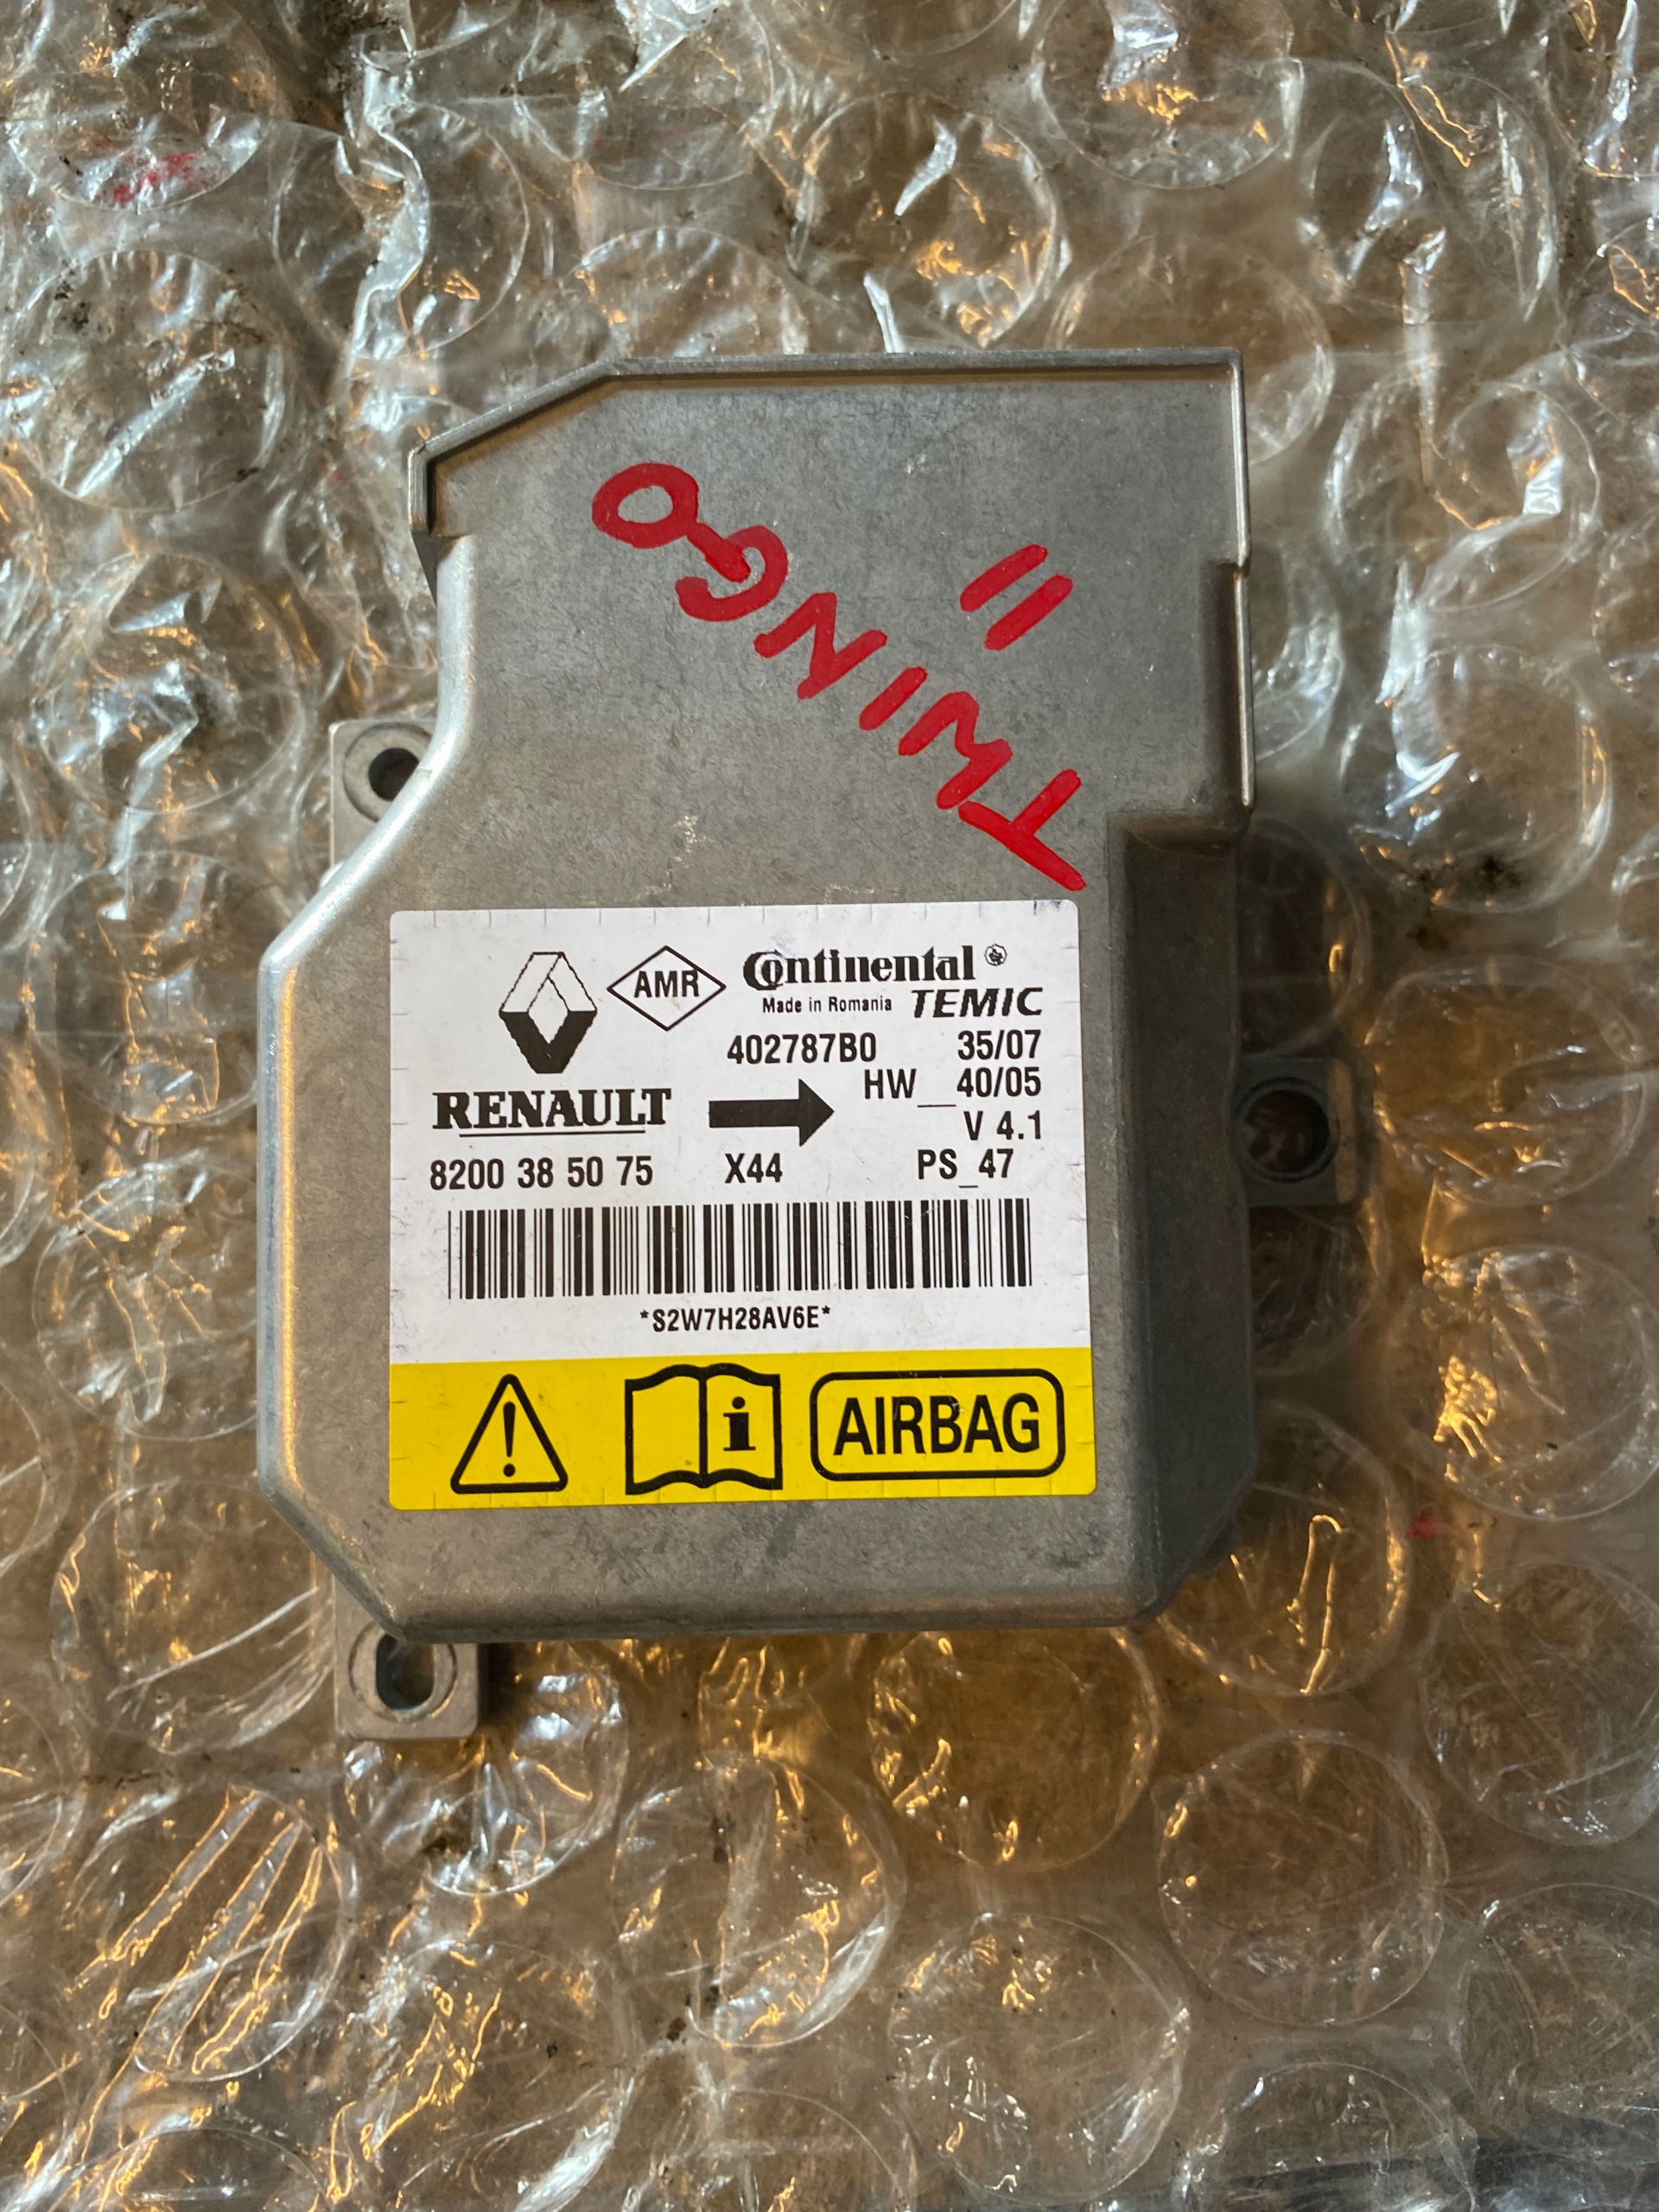 TWINGO
II
AMR
Continental
Made in Romania TEMIC
402787B0 35/07
HW__40/05
RENAULT
V 4.1
8200 38 50 75 X44 PS_47
*S2W7H28AV6E*
! i AIRBAG